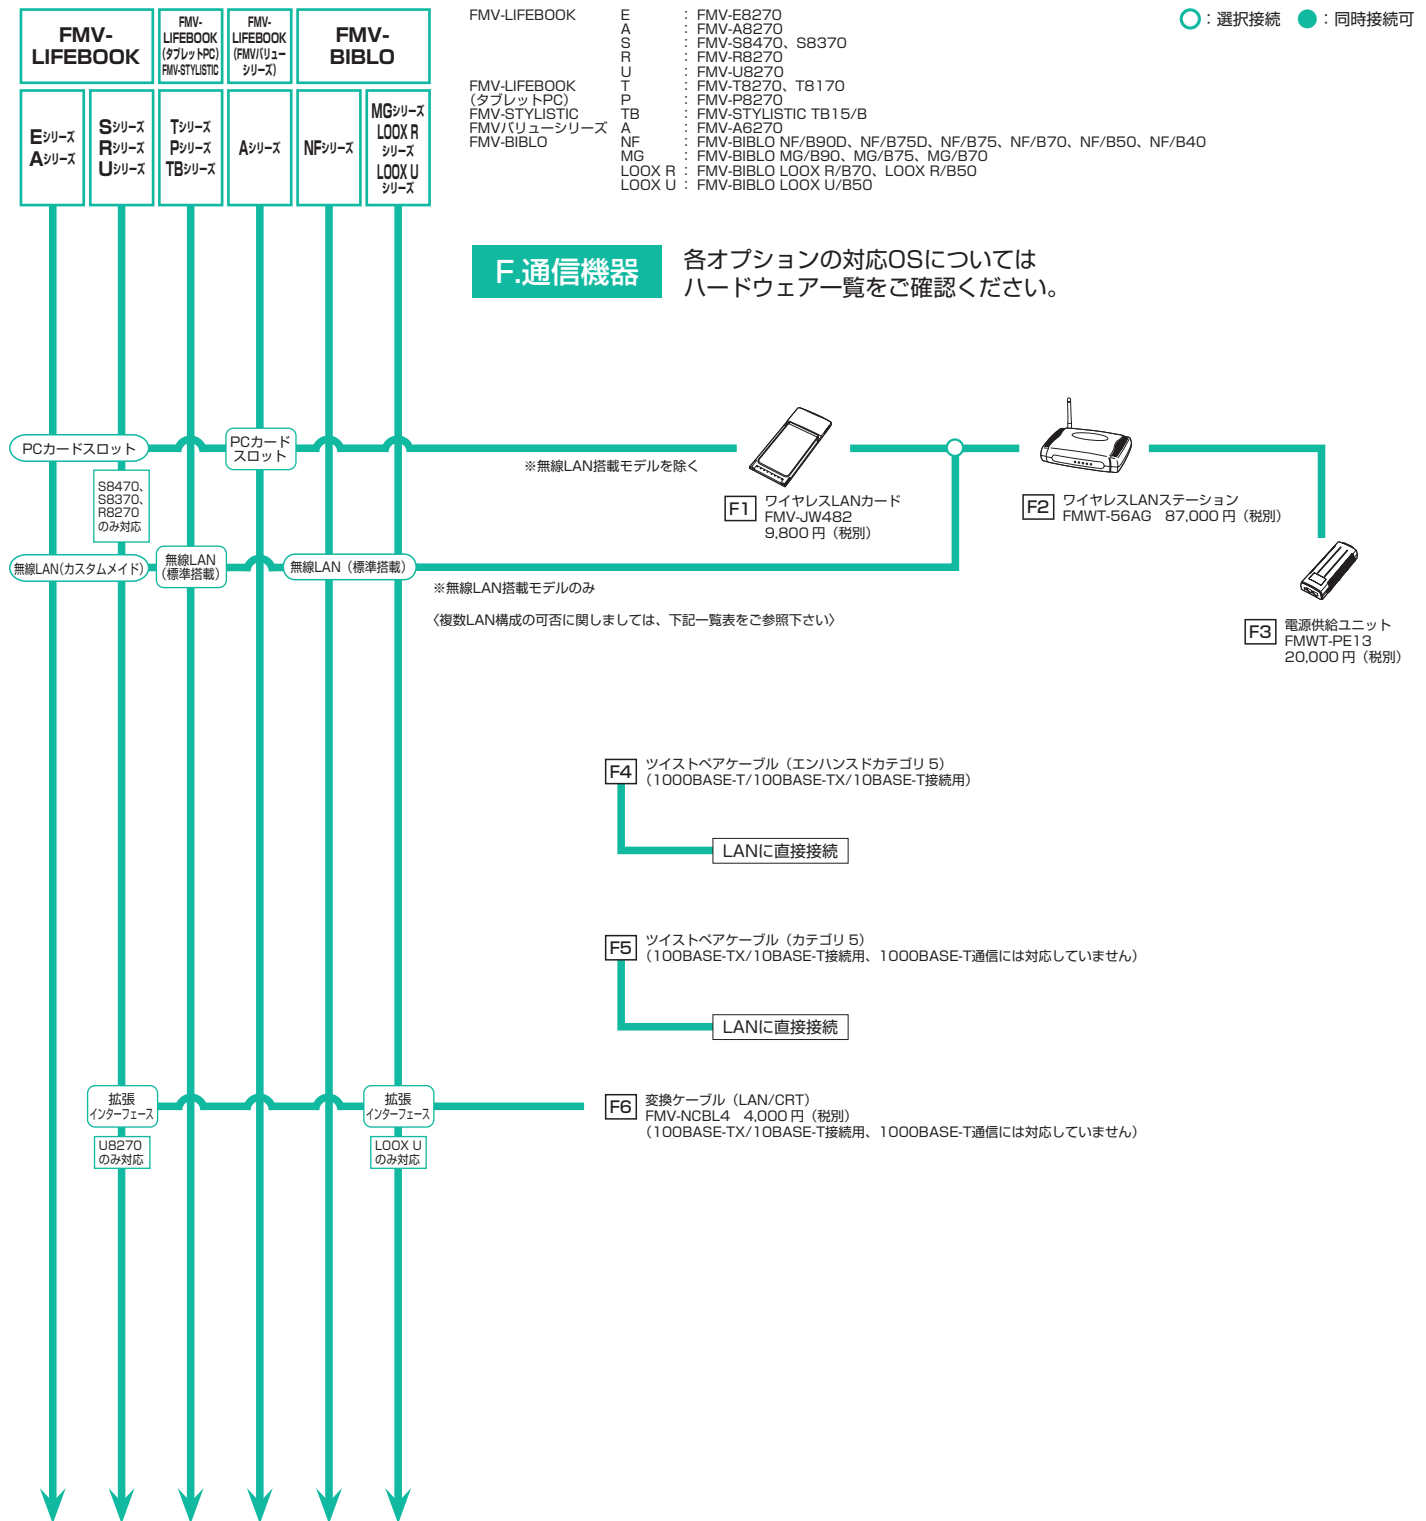 FMV-
LIFEBOOK
FMV-
LIFEBOOK
(タブレットPC)
FMV-STYLISTIC
FMV-
LIFEBOOK
(FMVバリュー
シリーズ)
FMV-
BIBLO
Eシリーズ
Aシリーズ
Sシリーズ
Rシリーズ
Uシリーズ
Tシリーズ
Pシリーズ
TBシリーズ
Aシリーズ
NFシリーズ
MGシリーズ
LOOX R
シリーズ
LOOX U
シリーズ
FMV-LIFEBOOK E : FMV-E8270
A : FMV-A8270
S : FMV-S8470、S8370
R : FMV-R8270
U : FMV-U8270
FMV-LIFEBOOK T : FMV-T8270、T8170
(タブレットPC) P : FMV-P8270
FMV-STYLISTIC TB : FMV-STYLISTIC TB15/B
FMVバリューシリーズ A : FMV-A6270
FMV-BIBLO NF : FMV-BIBLO NF/B90D、NF/B75D、NF/B75、NF/B70、NF/B50、NF/B40
MG : FMV-BIBLO MG/B90、MG/B75、MG/B70
LOOX R : FMV-BIBLO LOOX R/B70、LOOX R/B50
LOOX U : FMV-BIBLO LOOX U/B50
○：選択接続 ●：同時接続可
F.通信機器
各オプションの対応OSについては
ハードウェア一覧をご確認ください。
PCカードスロット
PCカード
スロット
※無線LAN搭載モデルを除く
S8470、
S8370、
R8270
のみ対応
F1 ワイヤレスLANカード
FMV-JW482
9,800円（税別）
F2 ワイヤレスLANステーション
FMWT-56AG 87,000円（税別）
無線LAN(カスタムメイド)
無線LAN
(標準搭載)
無線LAN（標準搭載）
※無線LAN搭載モデルのみ
〈複数LAN構成の可否に関しましては、下記一覧表をご参照下さい〉
F3 電源供給ユニット
FMWT-PE13
20,000円（税別）
F4 ツイストペアケーブル（エンハンスドカテゴリ5）
（1000BASE-T/100BASE-TX/10BASE-T接続用）
LANに直接接続
F5 ツイストペアケーブル（カテゴリ5）
（100BASE-TX/10BASE-T接続用、1000BASE-T通信には対応していません）
LANに直接接続
拡張
インターフェース
U8270
のみ対応
拡張
インターフェース
LOOX U
のみ対応
F6 変換ケーブル（LAN/CRT）
FMV-NCBL4 4,000円（税別）
（100BASE-TX/10BASE-T接続用、1000BASE-T通信には対応していません）